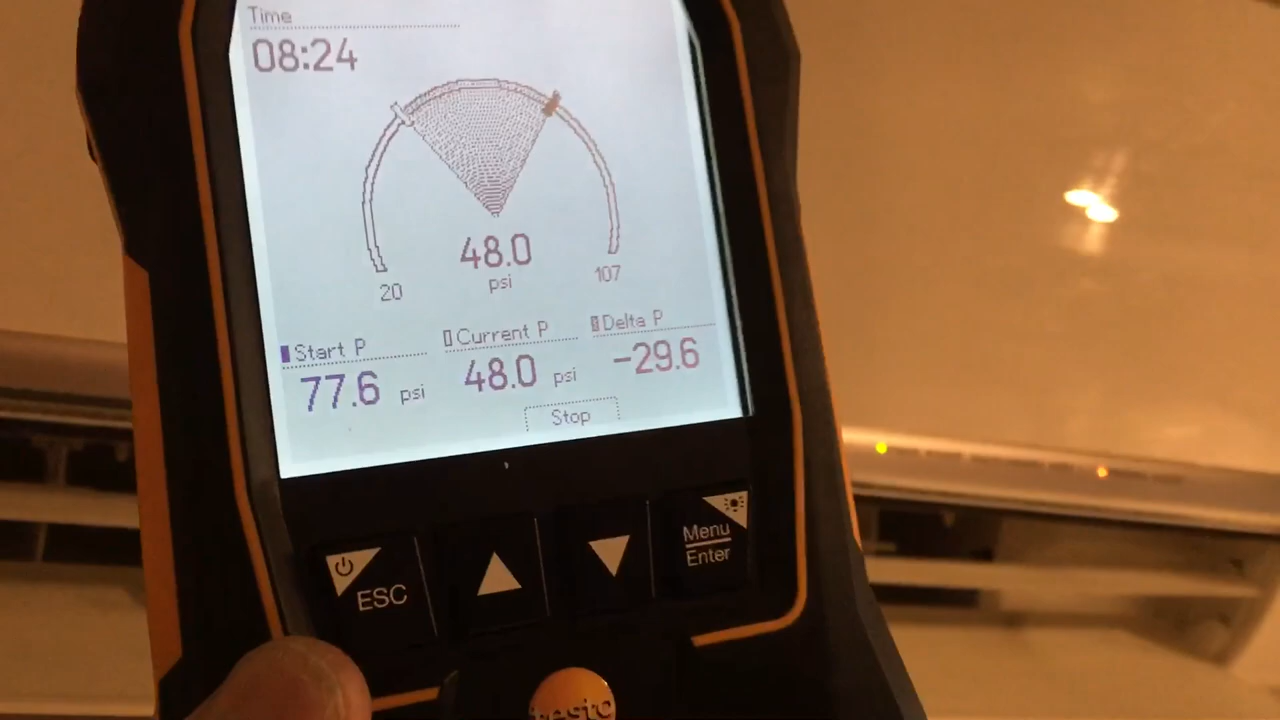 Time
08:24
48.0
psi
20
107
Start P
Current P
Delta P
77.6 psi
48.0 psi
-29.6
Stop
ESC
Menu
Enter
testo